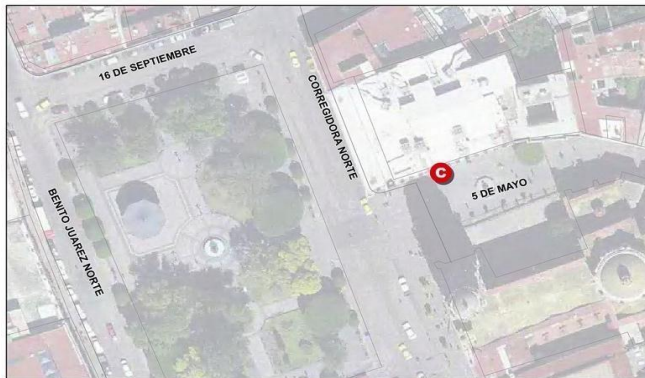 16 DE SEPTIEMBRE
CORREGIDORA NORTE
C
5 DE MAYO
BENITO JUAREZ NORTE